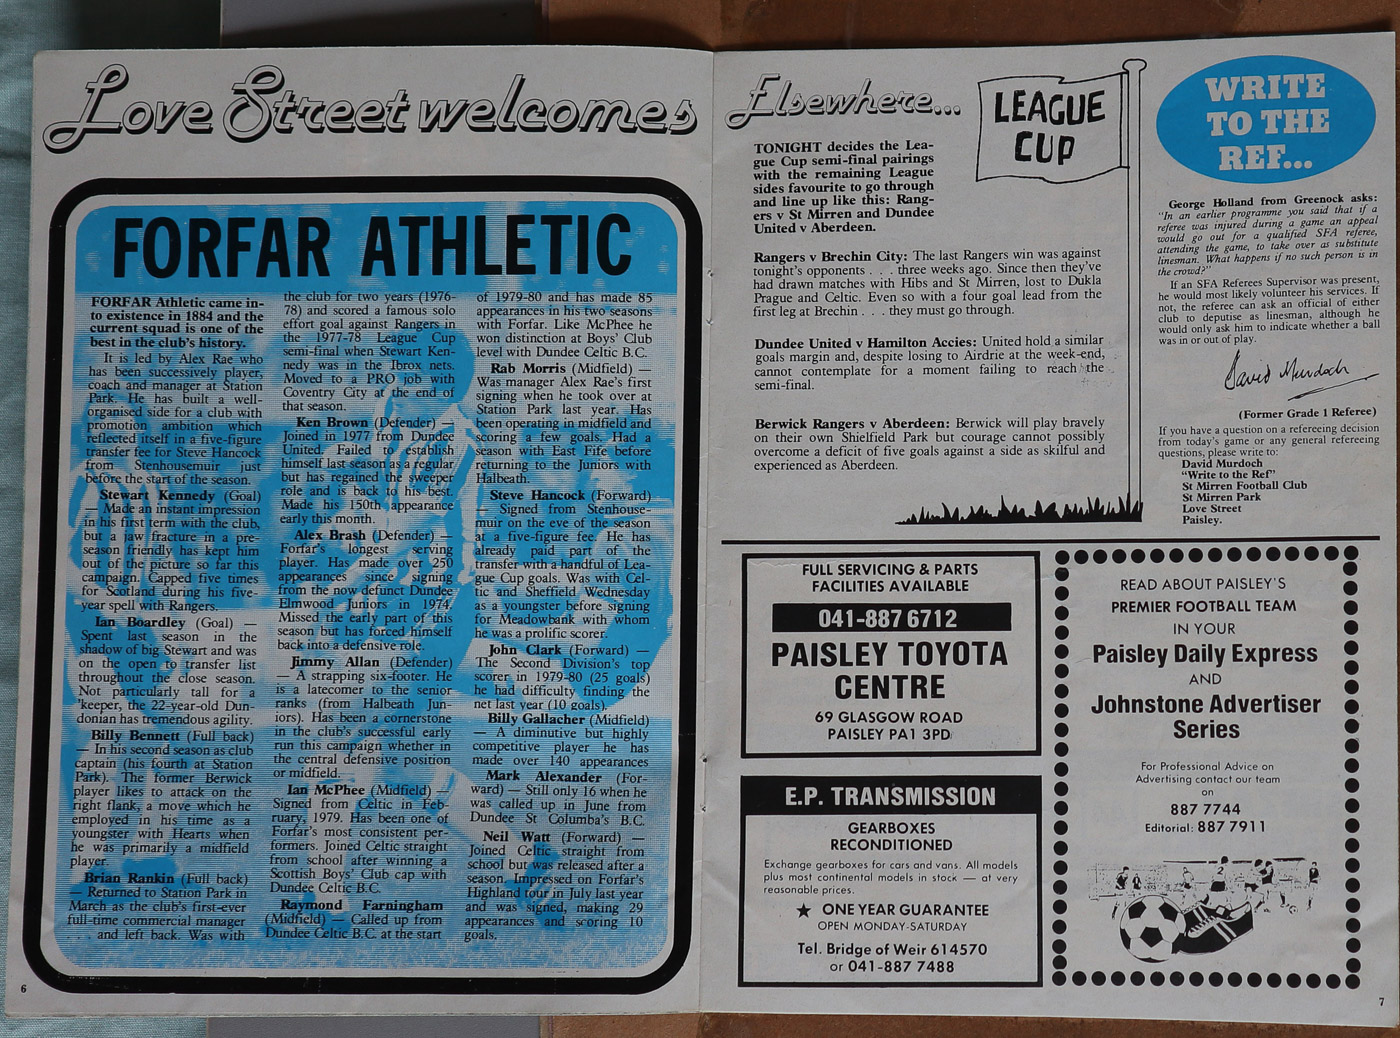 Love Street welcomes
FORFAR ATHLETIC
FORFAR Athletic came in-
to existence in 1884 and the
current squad is one of the
best in the club's history.
It is led by Alex Rae who
has been successively player,
coach and manager at Station
Park. He has built a well-
organised side for a club with
promotion ambition which
reflected itself in a five-figure
transfer fee for Steve Hancock
from Stenhousemuir just
before the start of the season.
Stewart Kennedy (Goal)
— Made an instant impression
in his first term with the club,
but a jaw fracture in a pre-
season friendly has kept him
out of the picture so far this
campaign. Capped five times
for Scotland during his five-
year spell with Rangers.
Ian Boardley (Goal) —
Spent last season in the
shadow of big Stewart and was
on the open to transfer list
throughout the close season.
Not particularly tall for a
'keeper, the 22-year-old Dun-
donian has tremendous agility.
Billy Bennett (Full back)
— In his second season as club
captain (his fourth at Station
Park). The former Berwick
player likes to attack on the
right flank, a move which he
employed in his time as a
youngster with Hearts when
he was primarily a midfield
player.
Brian Rankin (Full back)
— Returned to Station Park in
March as the club's first-ever
full-time commercial manager
. . . and left back. Was with
the club for two years (1976-
78) and scored a famous solo
effort goal against Rangers in
the 1977-78 League Cup
semi-final when Stewart Ken-
nedy was in the Ibrox nets.
Moved to a PRO job with
Coventry City at the end of
that season.
Ken Brown (Defender) —
Joined in 1977 from Dundee
United. Failed to establish
himself last season as a regular
but has regained the sweeper
role and is back to his best.
Made his 150th appearance
early this month.
Alex Brash (Defender) —
Forfar's longest serving
player. Has made over 250
appearances since signing
from the now defunct Dundee
Elmwood Juniors in 1974.
Missed the early part of this
season but has forced himself
back into a defensive role.
Jimmy Allan (Defender)
— A strapping six-footer. He
is a latecomer to the senior
ranks (from Halbeath Jun-
iors). Has been a cornerstone
in the club's successful early
run this campaign whether in
the central defensive position
or midfield.
Ian McPhee (Midfield) —
Signed from Celtic in Feb-
ruary, 1979. Has been one of
Forfar's most consistent per-
formers. Joined Celtic straight
from school after winning a
Scottish Boys' Club cap with
Dundee Celtic B.C.
Raymond Farningham
(Midfield) — Called up from
Dundee Celtic B.C. at the start
of 1979-80 and has made 85
appearances in his two seasons
with Forfar. Like McPhee he
won distinction at Boys' Club
level with Dundee Celtic B.C.
Rab Morris (Midfield) —
Was manager Alex Rae's first
signing when he took over at
Station Park last year. Has
been operating in midfield and
scoring a few goals. Had a
season with East Fife before
returning to the Juniors with
Halbeath.
Steve Hancock (Forward)
— Signed from Stenhouse-
muir on the eve of the season
at a five-figure fee. He has
already paid part of the
transfer with a handful of Lea-
gue Cup goals. Was with Cel-
tic and Sheffield Wednesday
as a youngster before signing
for Meadowbank with whom
he was a prolific scorer.
John Clark (Forward) —
The Second Division's top
scorer in 1979-80 (25 goals)
he had difficulty finding the
net last year (10 goals).
Billy Gallacher (Midfield)
— A diminutive but highly
competitive player he has
made over 140 appearances
Mark Alexander (For-
ward) — Still only 16 when he
was called up in June from
Dundee St Columba's B.C.
Neil Watt (Forward) —
Joined Celtic straight from
school but was released after a
season. Impressed on Forfar's
Highland tour in July last year
and was signed, making 29
appearances and scoring 10
goals.
6
Elsewhere...
LEAGUE
CUP
TONIGHT decides the Lea-
gue Cup semi-final pairings
with the remaining League
sides favourite to go through
and line up like this: Rang-
ers v St Mirren and Dundee
United v Aberdeen.
Rangers v Brechin City: The last Rangers win was against
tonight's opponents . . . three weeks ago. Since then they've
had drawn matches with Hibs and St Mirren, lost to Dukla
Prague and Celtic. Even so with a four goal lead from the
first leg at Brechin . . . they must go through.
Dundee United v Hamilton Accies: United hold a similar
goals margin and, despite losing to Airdrie at the week-end,
cannot contemplate for a moment failing to reach the
semi-final.
Berwick Rangers v Aberdeen: Berwick will play bravely
on their own Shielfield Park but courage cannot possibly
overcome a deficit of five goals against a side as skilful and
experienced as Aberdeen.
WRITE
TO THE
REF...
George Holland from Greenock asks:
"In an earlier programme you said that if a
referee was injured during a game an appeal
would go out for a qualified SFA referee,
attending the game, to take over as substitute
linesman. What happens if no such person is in
the crowd?"
If an SFA Referees Supervisor was present,
he would most likely volunteer his services. If
not, the referee can ask an official of either
club to deputise as linesman, although he
would only ask him to indicate whether a ball
was in or out of play.
David Murdoch
(Former Grade 1 Referee)
If you have a question on a refereeing decision
from today's game or any general refereeing
questions, please write to:
David Murdoch
"Write to the Ref"
St Mirren Football Club
St Mirren Park
Love Street
Paisley.
FULL SERVICING & PARTS
FACILITIES AVAILABLE
041-887 6712
PAISLEY TOYOTA
CENTRE
69 GLASGOW ROAD
PAISLEY PA1 3PD
E.P. TRANSMISSION
GEARBOXES
RECONDITIONED
Exchange gearboxes for cars and vans. All models
plus most continental models in stock — at very
reasonable prices.
★ ONE YEAR GUARANTEE
OPEN MONDAY-SATURDAY
Tel. Bridge of Weir 614570
or 041-887 7488
READ ABOUT PAISLEY'S
PREMIER FOOTBALL TEAM
IN YOUR
Paisley Daily Express
AND
Johnstone Advertiser
Series
For Professional Advice on
Advertising contact our team
on
887 7744
Editorial: 887 7911
7